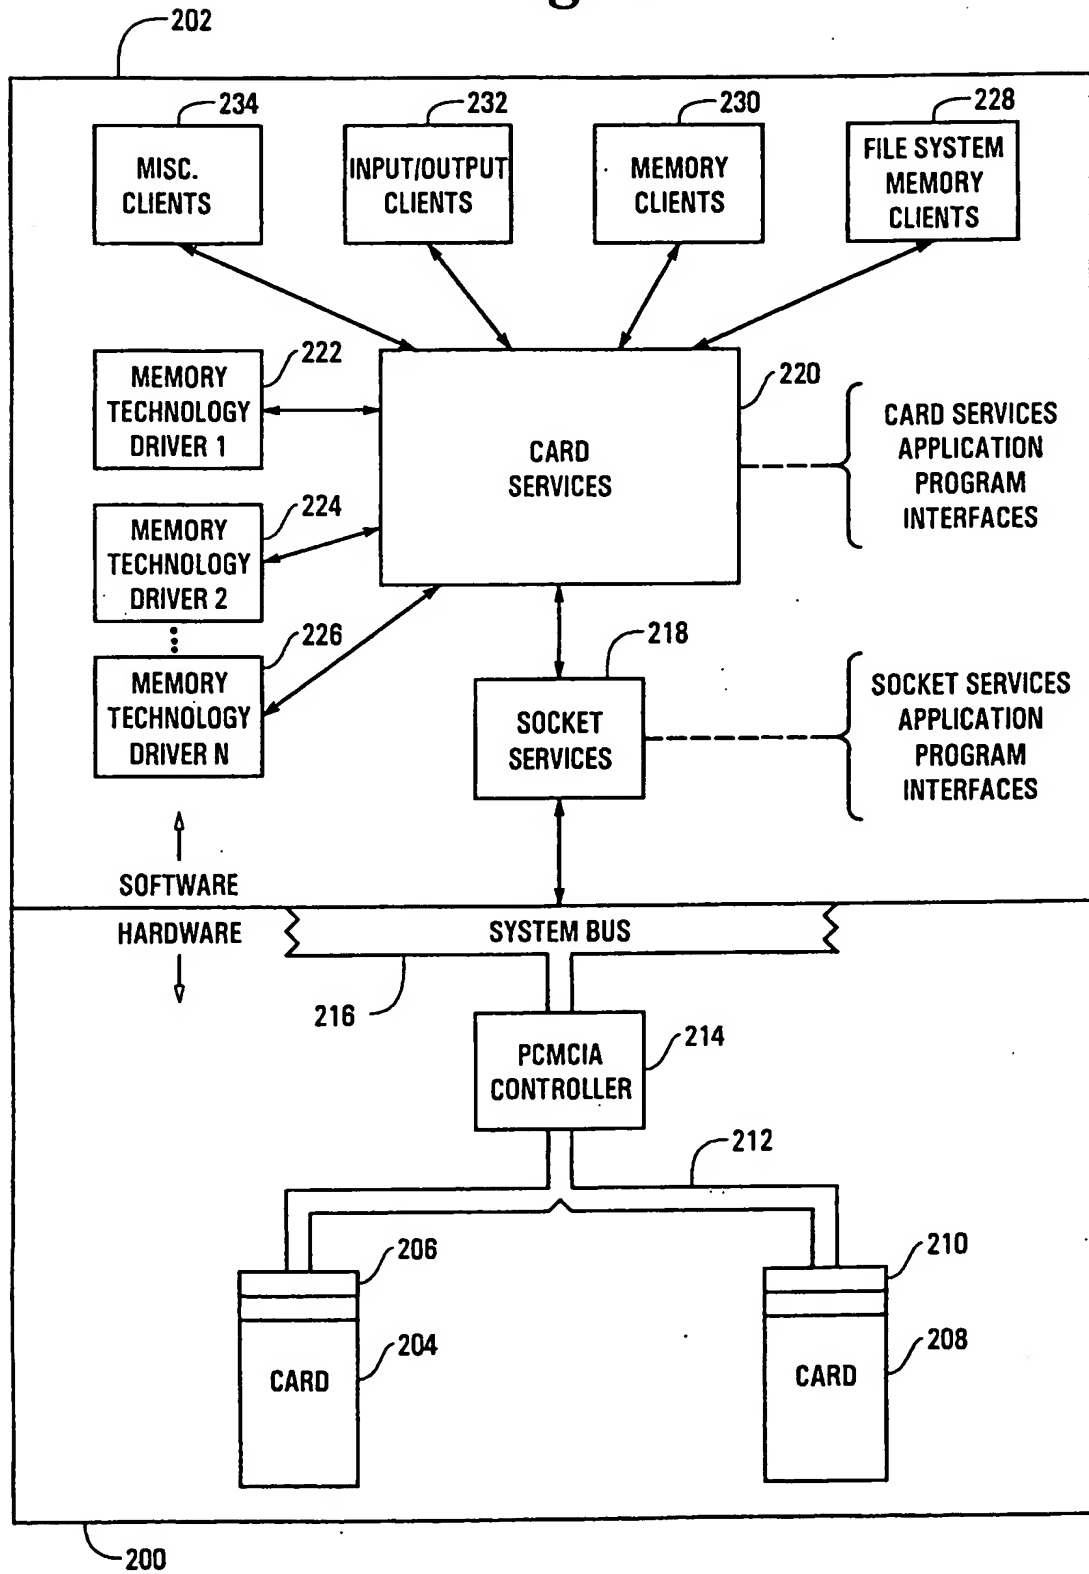 202
234
232
230
228
MISC.
CLIENTS
INPUT/OUTPUT
CLIENTS
MEMORY
CLIENTS
FILE SYSTEM
MEMORY
CLIENTS
222
MEMORY
TECHNOLOGY
DRIVER 1
220
CARD
SERVICES
CARD SERVICES
APPLICATION
PROGRAM
INTERFACES
224
MEMORY
TECHNOLOGY
DRIVER 2
226
MEMORY
TECHNOLOGY
DRIVER N
218
SOCKET
SERVICES
SOCKET SERVICES
APPLICATION
PROGRAM
INTERFACES
SOFTWARE
HARDWARE
SYSTEM BUS
216
PCMCIA
CONTROLLER
214
212
206
210
204
208
CARD
CARD
200